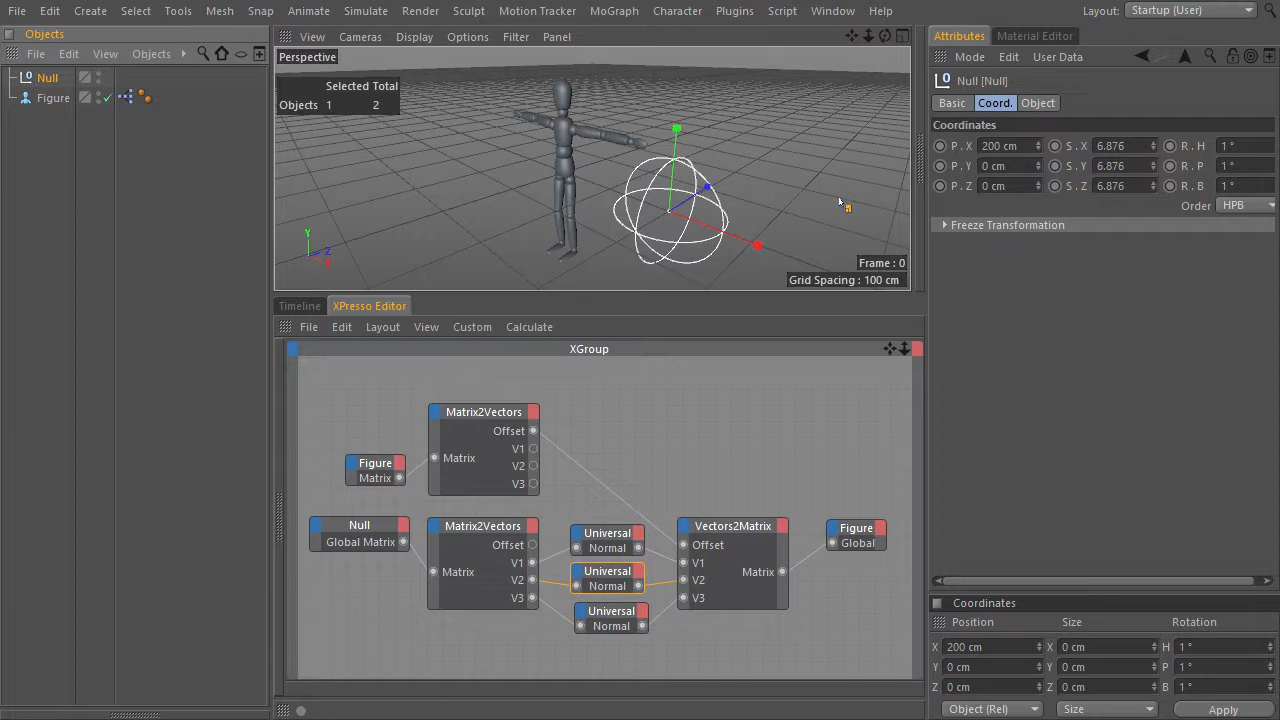 File Edit Create Select Tools Mesh Snap Animate Simulate Render Sculpt Motion Tracker MoGraph Character Plugins Script Window Help Layout: Startup (User)
Objects
File Edit View Objects
Null
Figure
View Cameras Display Options Filter Panel
Perspective
Selected Total
Objects 1 2
Y
Z
X
Frame : 0
Grid Spacing : 100 cm
Timeline XPresso Editor
File Edit Layout View Custom Calculate
XGroup
Matrix2Vectors
Offset
V1
Matrix
V2
V3
Figure
Matrix
Null
Global Matrix
Matrix2Vectors
Offset
V1
Matrix
V2
V3
Universal
Normal
Universal
Normal
Universal
Normal
Vectors2Matrix
Offset
V1
Matrix
V2
V3
Figure
Global
Attributes Material Editor
Mode Edit User Data
Null [Null]
Basic Coord. Object
Coordinates
P . X 200 cm S . X 6.876 R . H 1 °
P . Y 0 cm S . Y 6.876 R . P 1 °
P . Z 0 cm S . Z 6.876 R . B 1 °
Order HPB
Freeze Transformation
Coordinates
Position Size Rotation
X 200 cm X 0 cm H 1 °
Y 0 cm Y 0 cm P 1 °
Z 0 cm Z 0 cm B 1 °
Object (Rel) Size Apply